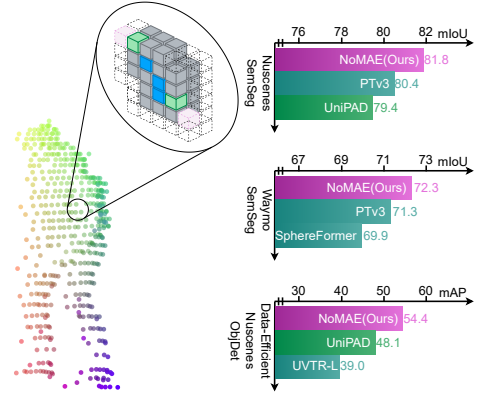 76 78 80 82 mIoU
Nuscenes
SemSeg
NoMAE(Ours) 81.8
PTv3 80.4
UniPAD 79.4
67 69 71 73 mIoU
Waymo
SemSeg
NoMAE(Ours) 72.3
PTv3 71.3
SphereFormer 69.9
30 40 50 60 mAP
Data-Efficient
Nuscenes
ObjDet
NoMAE(Ours) 54.4
UniPAD 48.1
UVTR-L 39.0